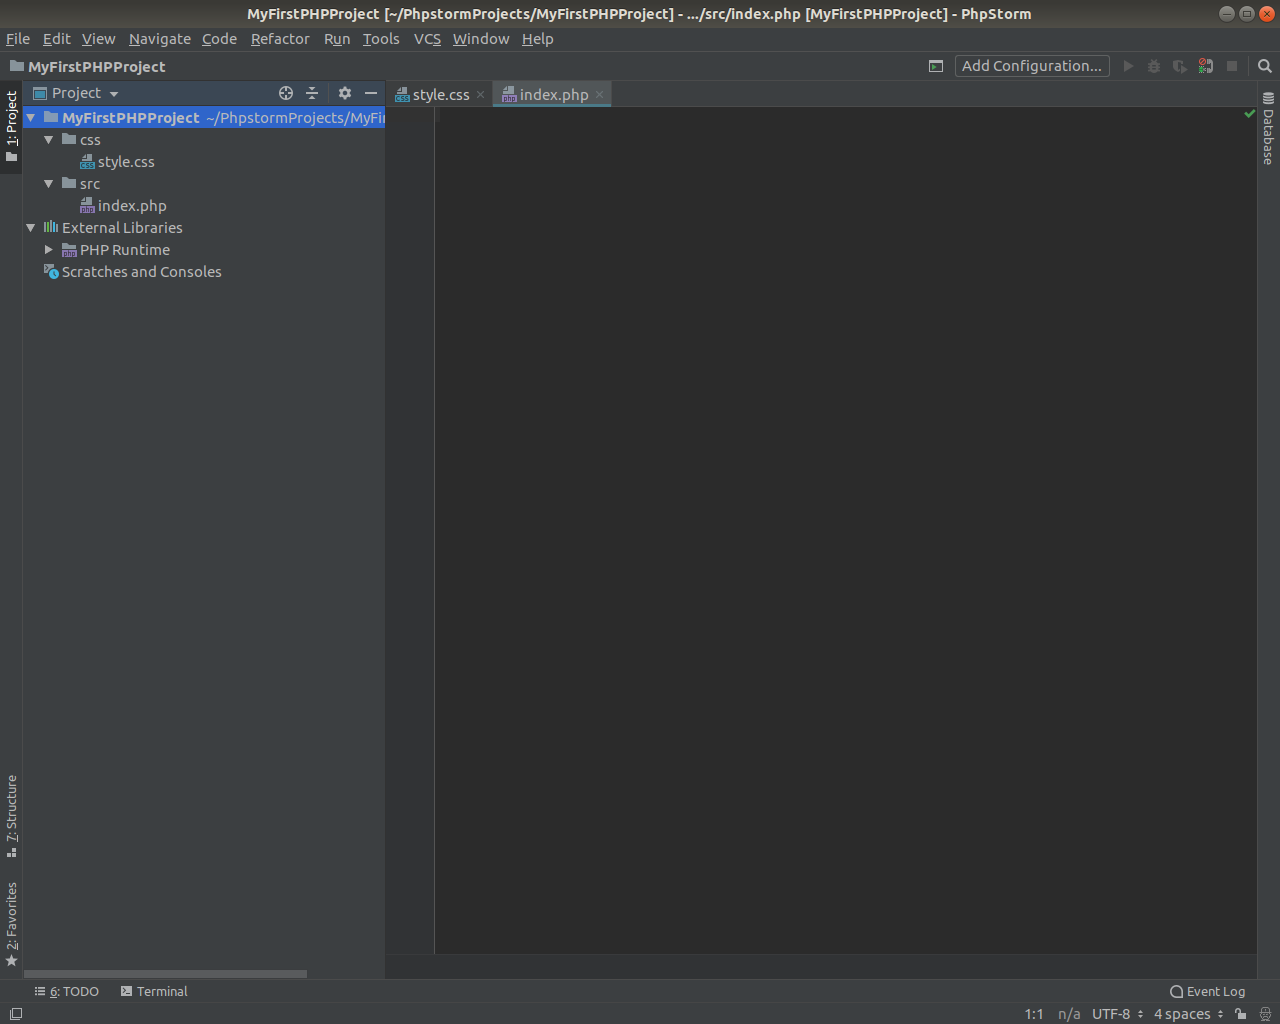 MyFirstPHPProject [~/PhpstormProjects/MyFirstPHPProject] - .../src/index.php [MyFirstPHPProject] - PhpStorm
File Edit View Navigate Code Refactor Run Tools VCS Window Help
MyFirstPHPProject
Add Configuration...
1: Project
Project
style.css
index.php
MyFirstPHPProject ~/PhpstormProjects/MyFir
css
style.css
src
index.php
External Libraries
PHP Runtime
Scratches and Consoles
Database
7: Structure
2: Favorites
6: TODO
Terminal
Event Log
1:1 n/a UTF-8 4 spaces